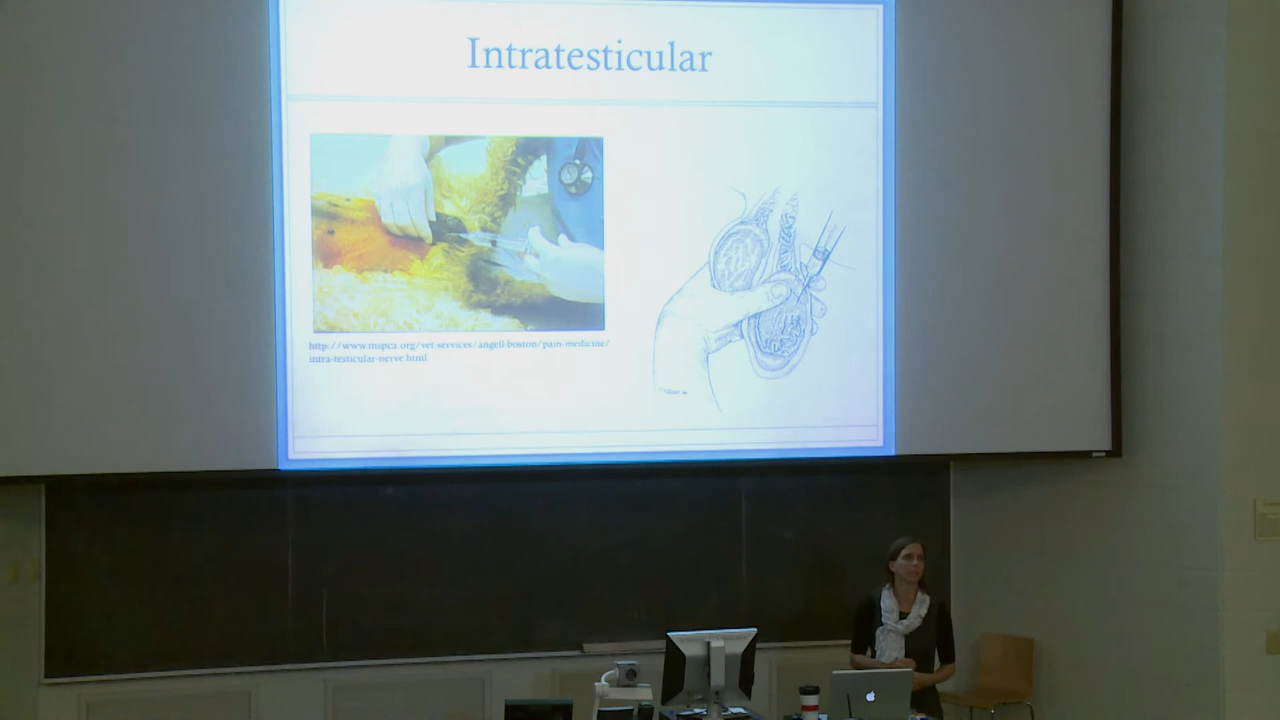 Intratesticular
http://www.mspca.org/vet-services/angell-boston/pain-medicine/
intra-testicular-nerve.html